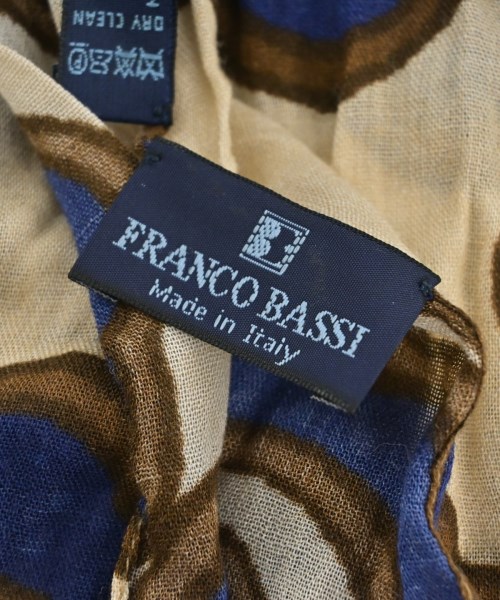 DRY CLEAN
FRANCO BASSI
Made in Italy